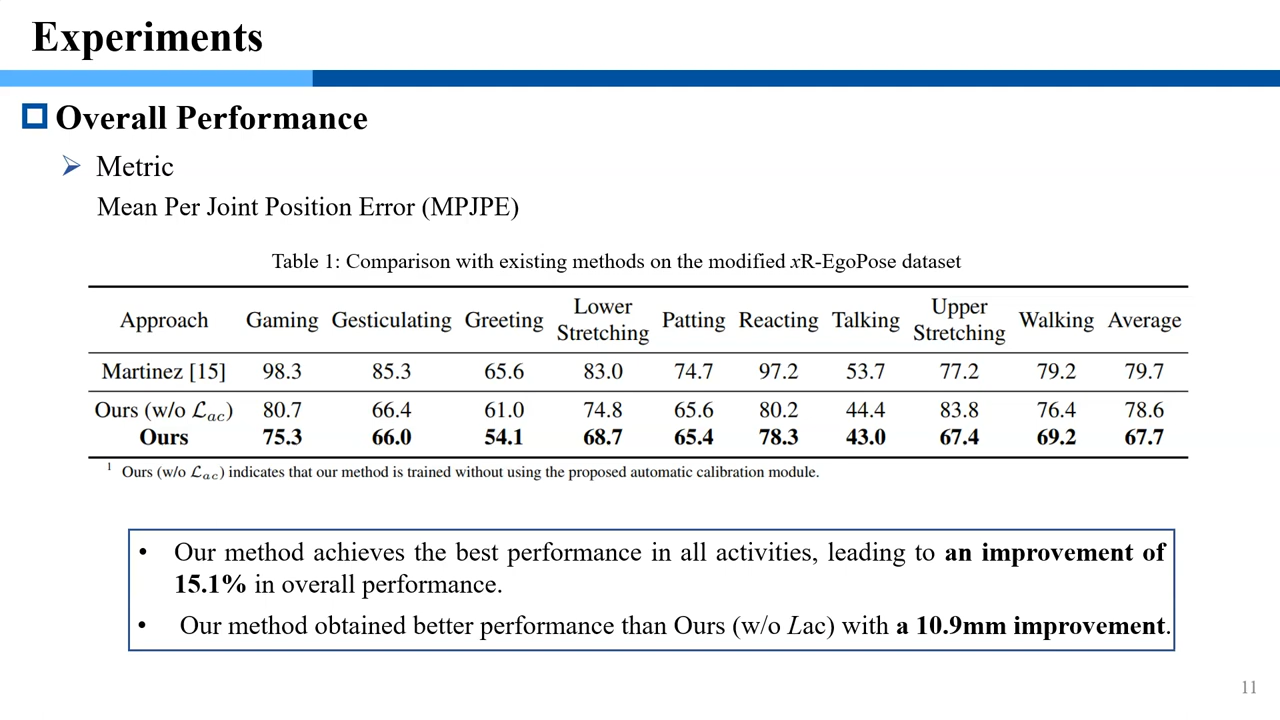 Experiments
Overall Performance
Metric
Mean Per Joint Position Error (MPJPE)
Table 1: Comparison with existing methods on the modified xR-EgoPose dataset
Approach Gaming Gesticulating Greeting Lower Stretching Patting Reacting Talking Upper Stretching Walking Average
Martinez [15] 98.3 85.3 65.6 83.0 74.7 97.2 53.7 77.2 79.2 79.7
Ours (w/o ℒac) 80.7 66.4 61.0 74.8 65.6 80.2 44.4 83.8 76.4 78.6
Ours 75.3 66.0 54.1 68.7 65.4 78.3 43.0 67.4 69.2 67.7
1 Ours (w/o ℒac) indicates that our method is trained without using the proposed automatic calibration module.
• Our method achieves the best performance in all activities, leading to an improvement of
15.1% in overall performance.
• Our method obtained better performance than Ours (w/o Lac) with a 10.9mm improvement.
11